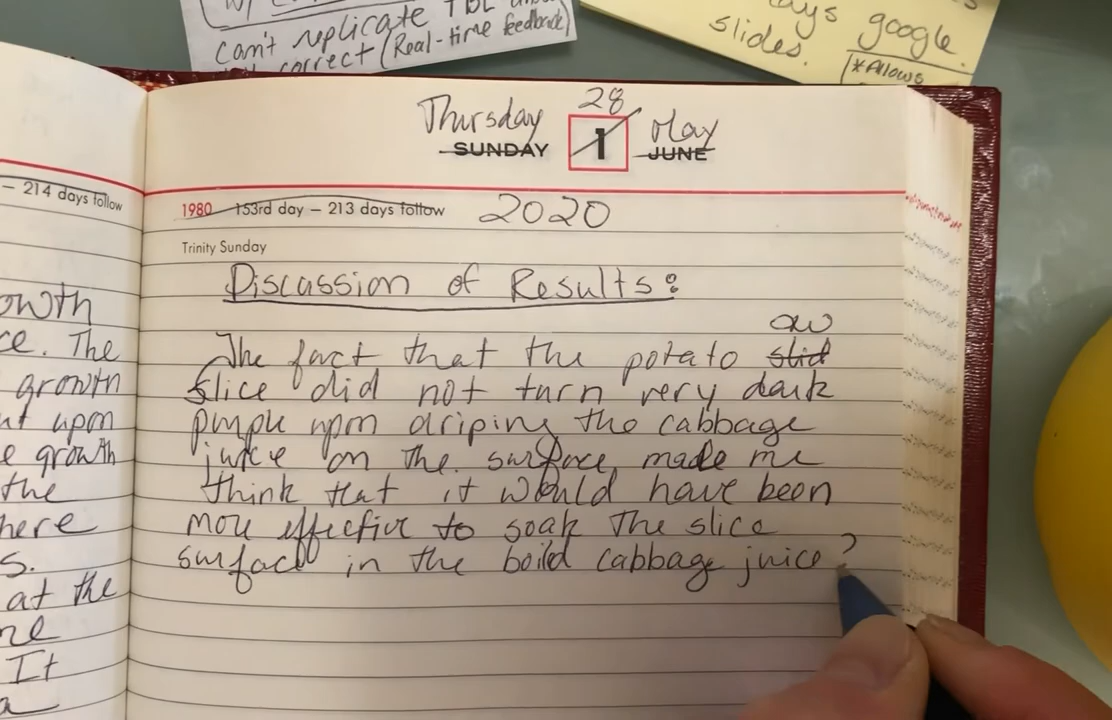 can't replicate TDL
correct (Real-time feedback)
google
slides.
*Allows
— 214 days follow
owth
ce. The
growth
upon
e growth
the
here
s.
at the
ne
It
a
Thursday 28 May
SUNDAY 1 JUNE
1980 153rd day – 213 days follow 2020
Trinity Sunday
Discussion of Results:
aw
The fact that the potato slid
slice did not turn very dark
purple upon driping the cabbage
juice on the surface, made me
think that it would have been
more effective to soak the slice
surface in the boild cabbage juice?